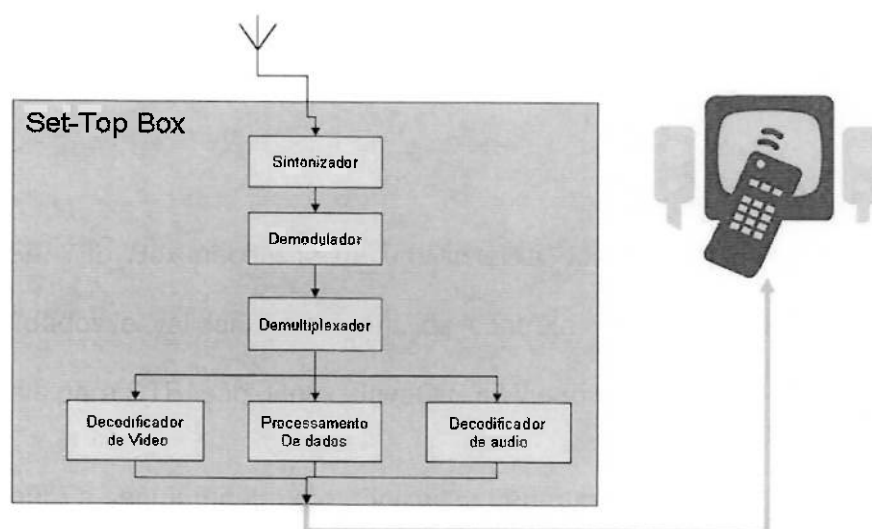 Set-Top Box
Sintonizador
Demodulador
Demultiplexador
Decodificador
de Video
Processamento
De dados
Decodificador
de audio